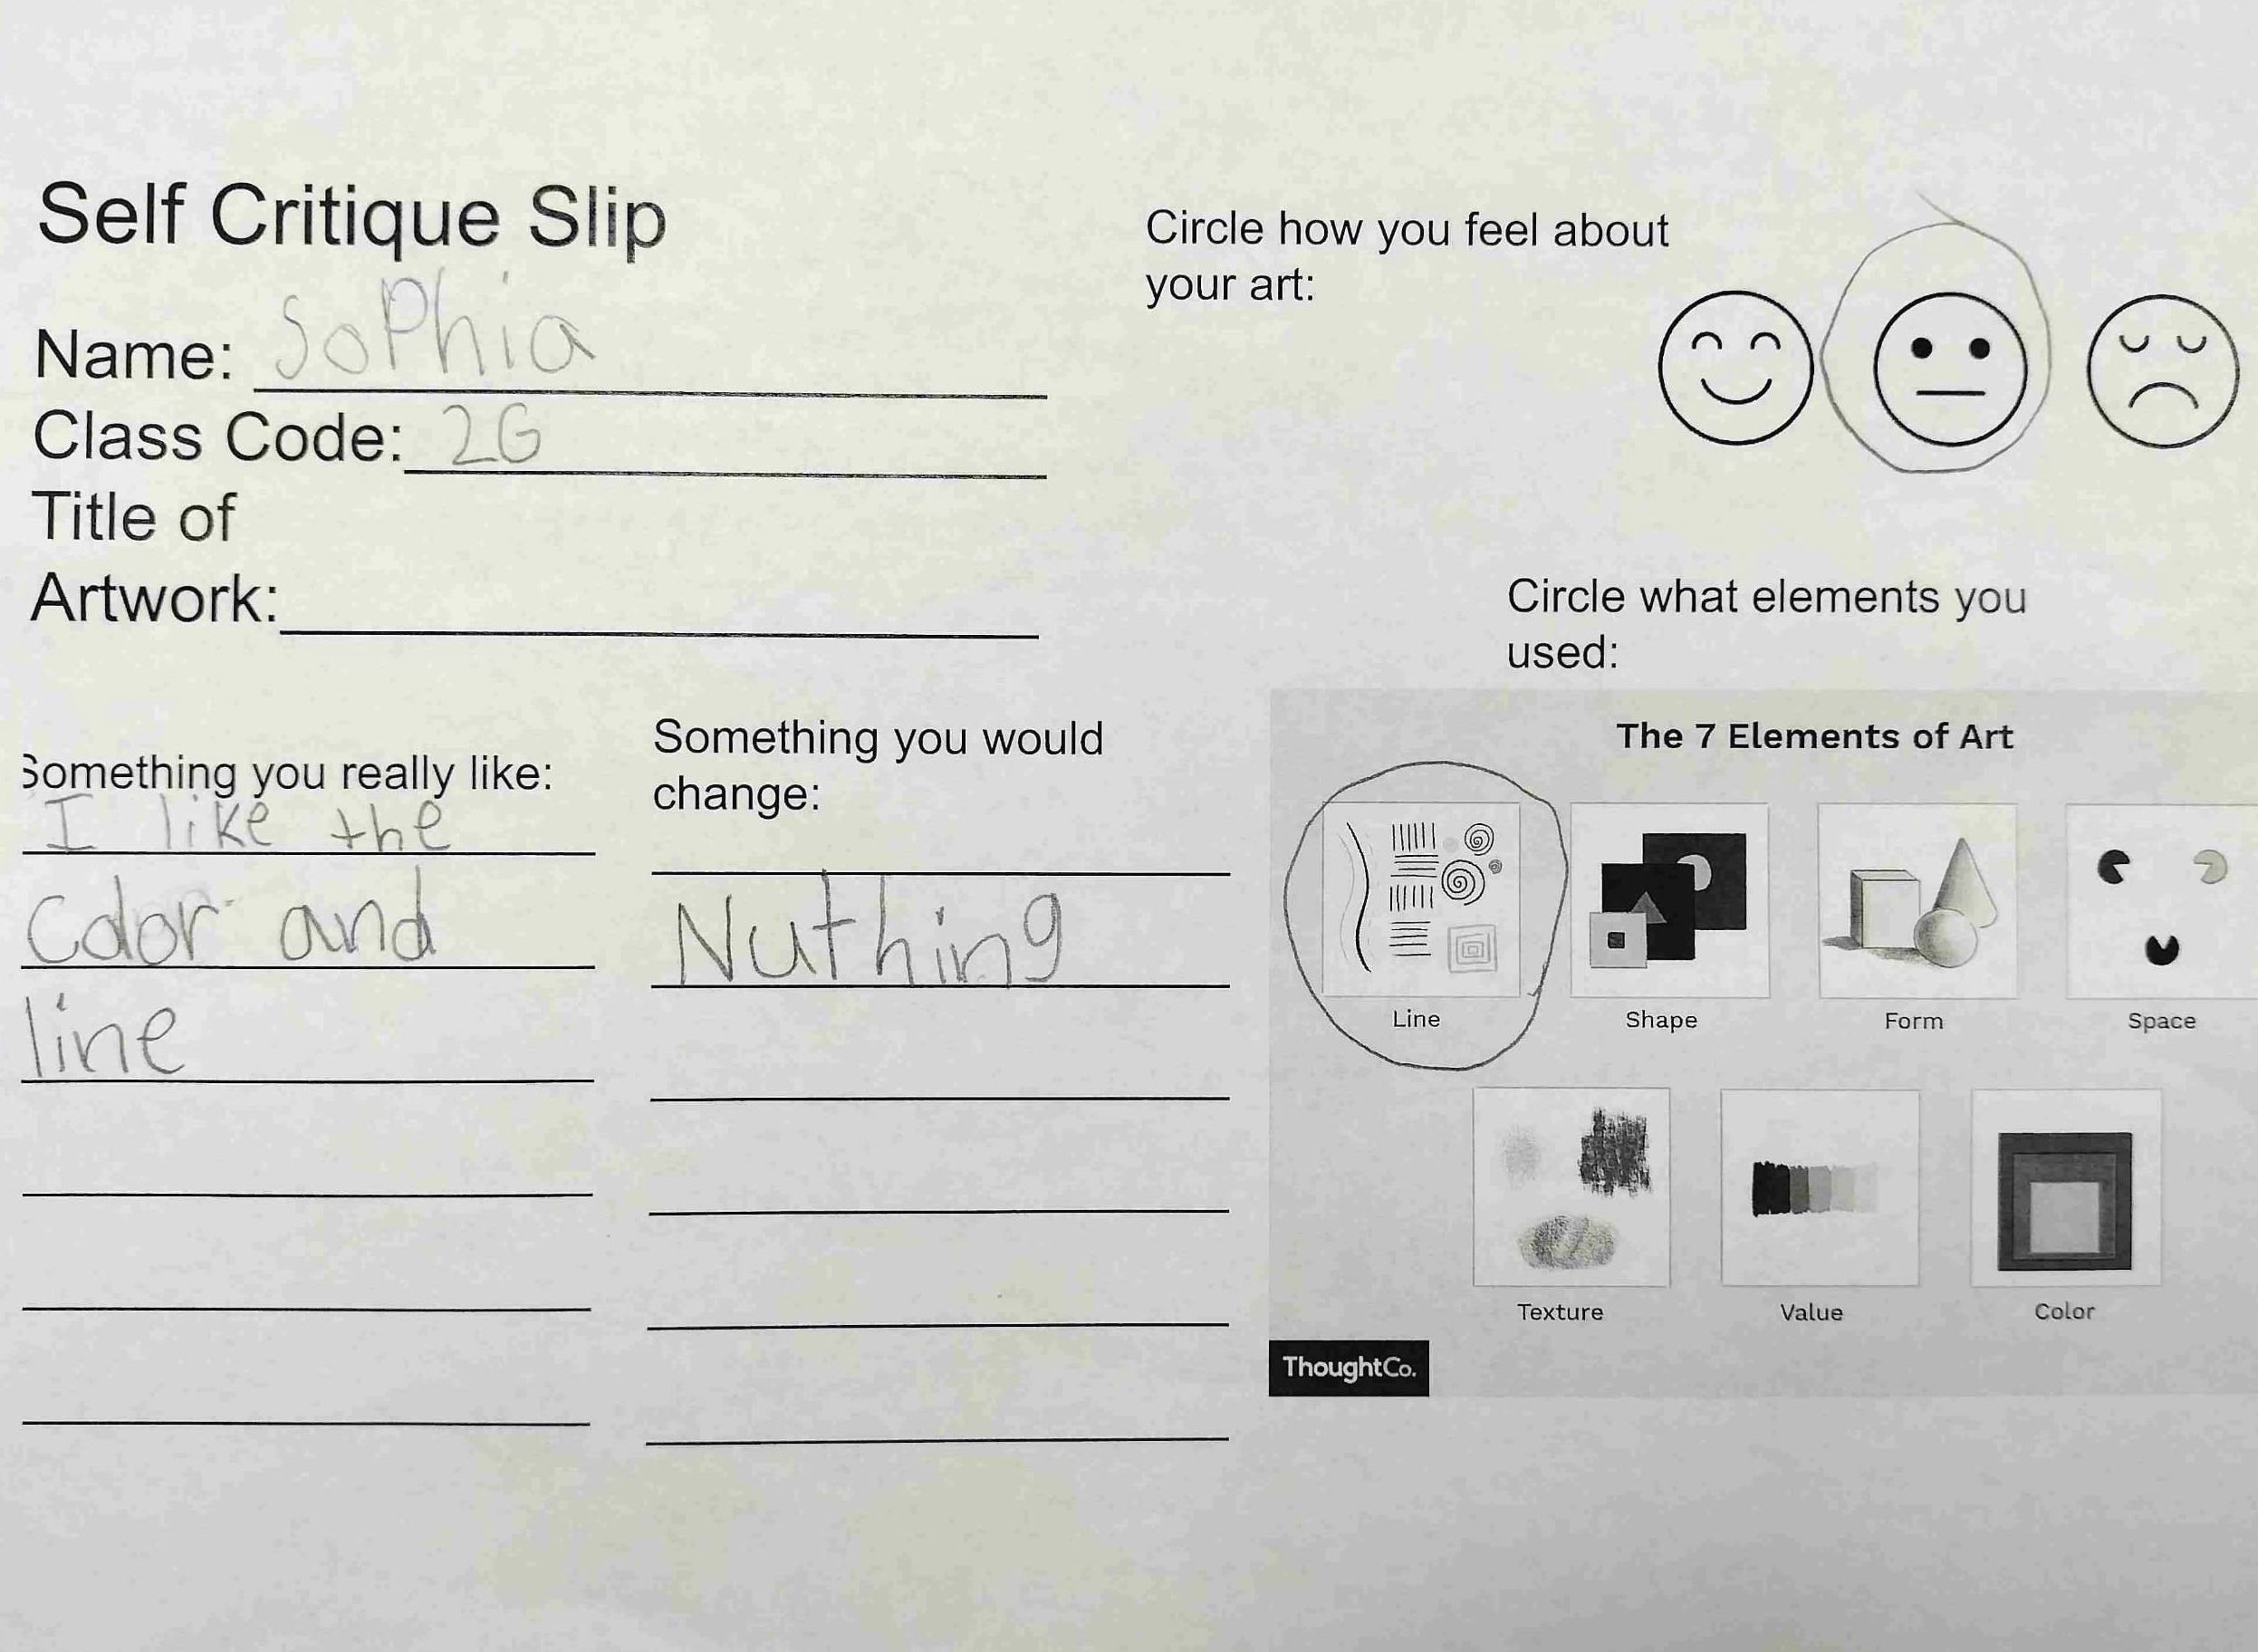 Self Critique Slip
Name: Sophia
Class Code: 2G
Title of
Artwork:
Circle how you feel about
your art:
Something you really like:
I like the
Color and
line
Something you would
change:
Nuthing
Circle what elements you
used:
The 7 Elements of Art
Line Shape Form Space
Texture Value Color
ThoughtCo.